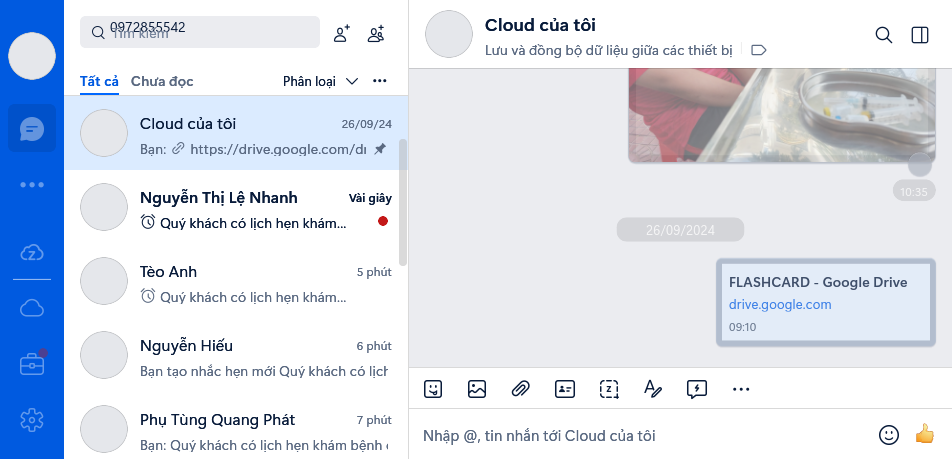 0972855542
Tìm kiếm
Tất cả
Chưa đọc
Phân loại
Cloud của tôi
26/09/24
Bạn: https://drive.google.com/dr
Nguyễn Thị Lệ Nhanh
Vài giây
Quý khách có lịch hẹn khám...
Tèo Anh
5 phút
Quý khách có lịch hẹn khám...
Nguyễn Hiếu
6 phút
Bạn tạo nhắc hẹn mới Quý khách có lịch
Phụ Tùng Quang Phát
7 phút
Bạn: Quý khách có lịch hẹn khám bệnh
Cloud của tôi
Lưu và đồng bộ dữ liệu giữa các thiết bị
10:35
26/09/2024
FLASHCARD - Google Drive
drive.google.com
09:10
Nhập @, tin nhắn tới Cloud của tôi